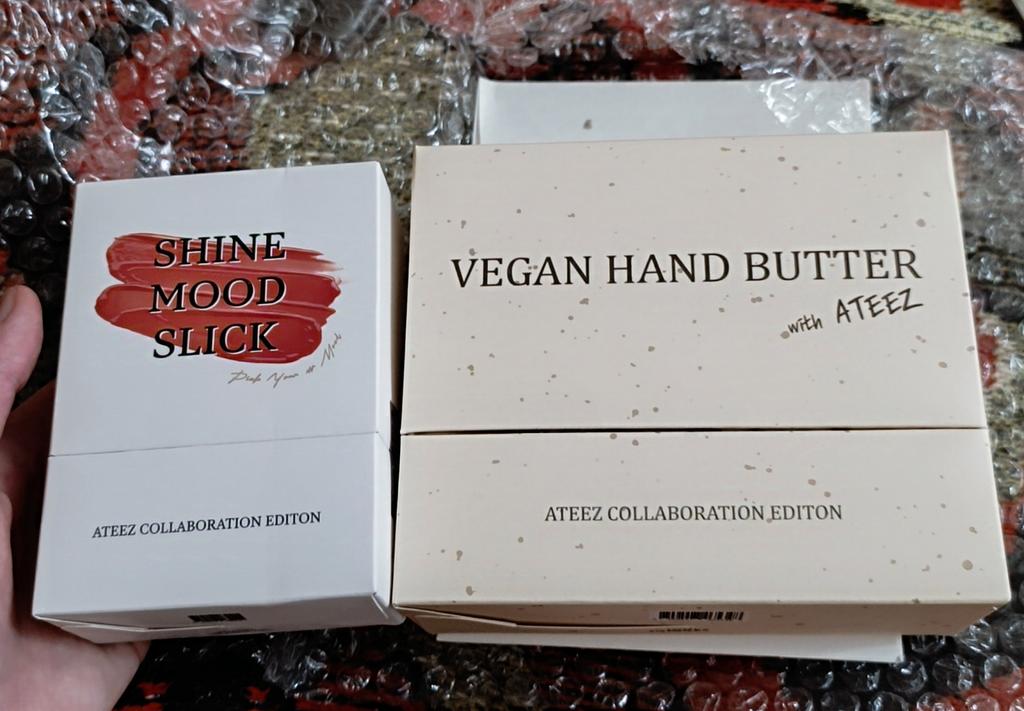 SHINE
MOOD
SLICK
ATEEZ COLLABORATION EDITON
VEGAN HAND BUTTER
with ATEEZ
ATEEZ COLLABORATION EDITON